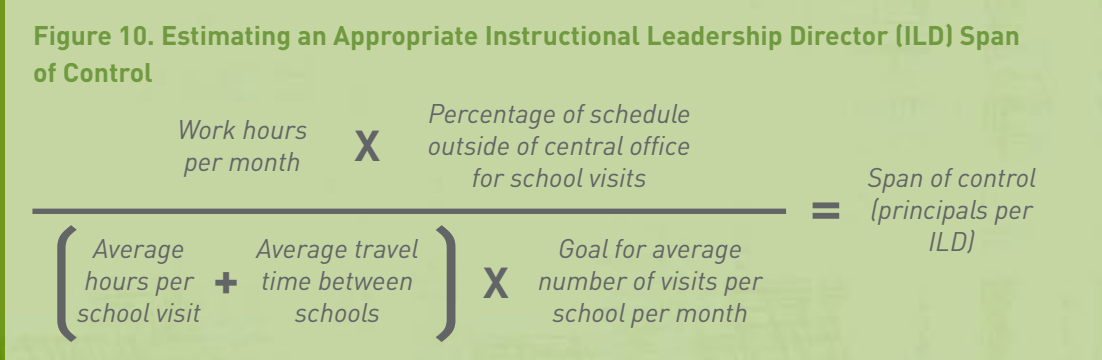 Figure 10. Estimating an Appropriate Instructional Leadership Director (ILD) Span
of Control
Work hours
per month
X
Percentage of schedule
outside of central office
for school visits
(
Average
hours per
school visit
+
Average travel
time between
schools
)
X
Goal for average
number of visits per
school per month
=
Span of control
(principals per
ILD)